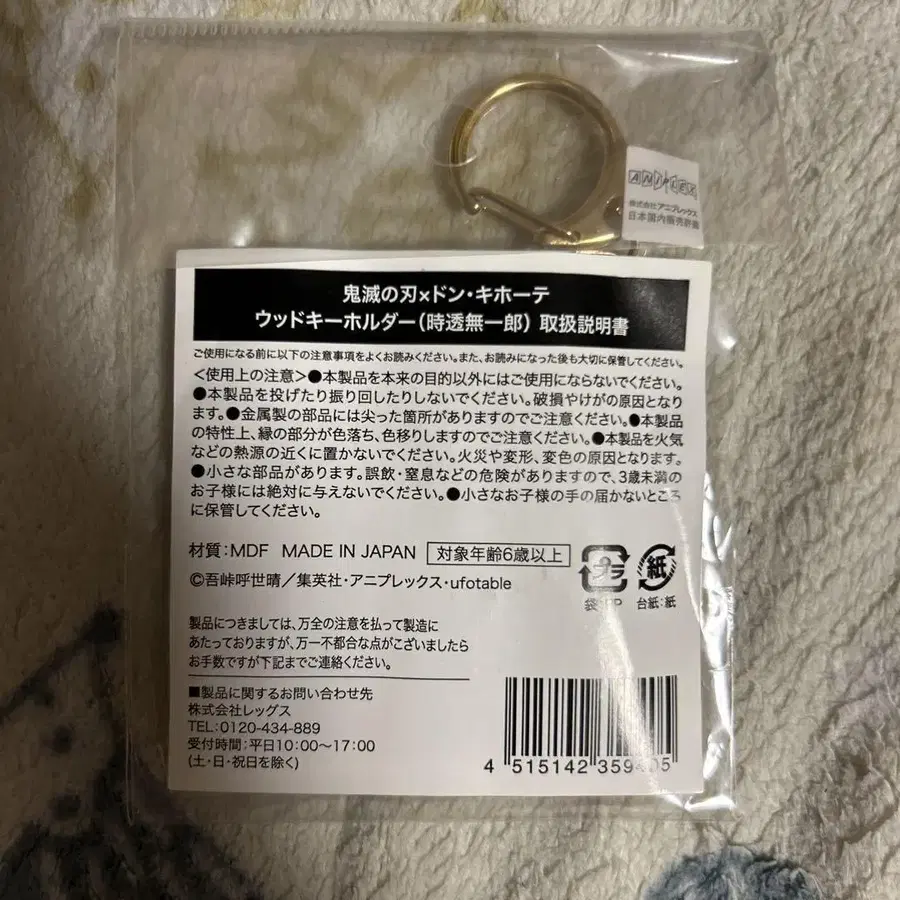 ANIPLEX
株式会社アニプレックス
日本国内販売許諾
鬼滅の刃×ドン・キホーテ
ウッドキーホルダー(時透無一郎) 取扱説明書
ご使用になる前に以下の注意事項をよくお読みください。また、お読みになった後も大切に保管してください。
<使用上の注意>●本製品を本来の目的以外にはご使用にならないでください。
●本製品を投げたり振り回したりしないでください。破損やけがの原因となり
ます。●金属製の部品には尖った箇所がありますのでご注意ください。●本製品
の特性上、縁の部分が色落ち、色移りしますのでご注意ください。●本製品を火気
などの熱源の近くに置かないでください。火災や変形、変色の原因となります。
●小さな部品があります。誤飲・窒息などの危険がありますので、3歳未満の
お子様には絶対に与えないでください。●小さなお子様の手の届かないところ
に保管してください。
材質:MDF MADE IN JAPAN 対象年齢6歳以上
プラ 紙
©吾峠呼世晴/集英社・アニプレックス・ufotable
台紙:紙
製品につきましては、万全の注意を払って製造に
あたっておりますが、万一不都合な点がございましたら
お手数ですが下記までご連絡ください。
■製品に関するお問い合わせ先
株式会社レッグス
TEL:0120-434-889
受付時間:平日10:00〜17:00
(土・日・祝日を除く)
4 515142 359405